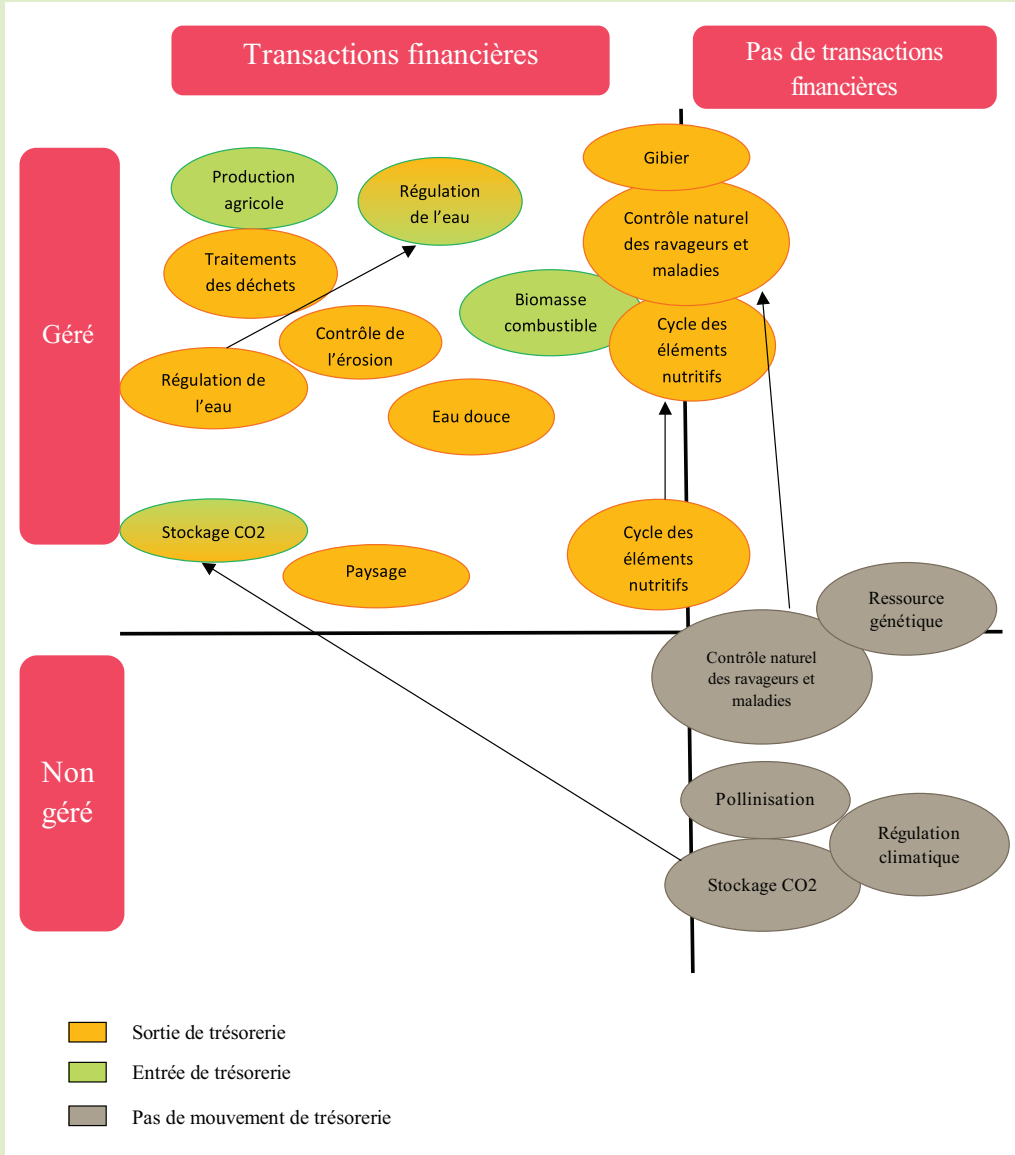 Transactions financières
Pas de transactions
financières
Géré
Gibier
Production
agricole
Régulation
de l’eau
Contrôle naturel
des ravageurs et
maladies
Traitements
des déchets
Biomasse
combustible
Contrôle de
l’érosion
Cycle des
éléments
nutritifs
Régulation de
l’eau
Eau douce
Stockage CO2
Paysage
Cycle des
éléments
nutritifs
Ressource
génétique
Non
géré
Contrôle naturel
des ravageurs et
maladies
Pollinisation
Régulation
climatique
Stockage CO2
Sortie de trésorerie
Entrée de trésorerie
Pas de mouvement de trésorerie